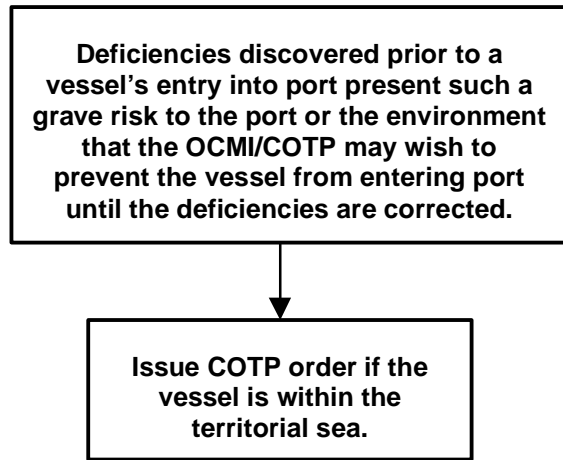 Deficiencies discovered prior to a
vessel’s entry into port present such a
grave risk to the port or the environment
that the OCMI/COTP may wish to
prevent the vessel from entering port
until the deficiencies are corrected.
Issue COTP order if the
vessel is within the
territorial sea.